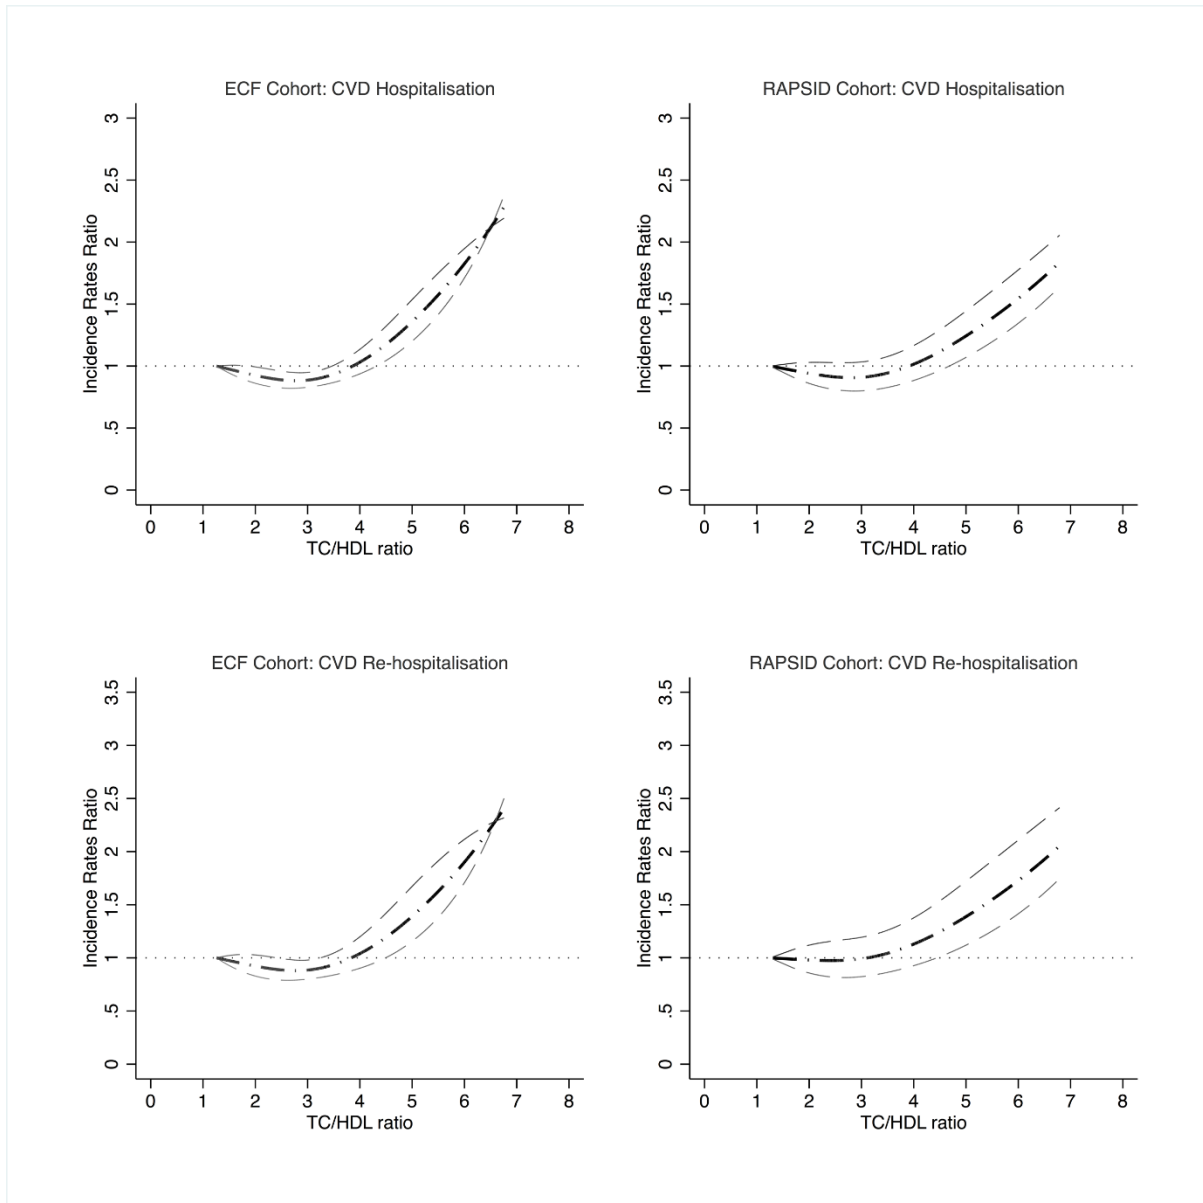 ECF Cohort: CVD Hospitalisation
Incidence Rates Ratio
3
2.5
2
1.5
1
.5
0
0 1 2 3 4 5 6 7 8
TC/HDL ratio
RAPSID Cohort: CVD Hospitalisation
Incidence Rates Ratio
3
2.5
2
1.5
1
.5
0
0 1 2 3 4 5 6 7 8
TC/HDL ratio
ECF Cohort: CVD Re-hospitalisation
Incidence Rates Ratio
3.5
3
2.5
2
1.5
1
.5
0
0 1 2 3 4 5 6 7 8
TC/HDL ratio
RAPSID Cohort: CVD Re-hospitalisation
Incidence Rates Ratio
3.5
3
2.5
2
1.5
1
.5
0
0 1 2 3 4 5 6 7 8
TC/HDL ratio